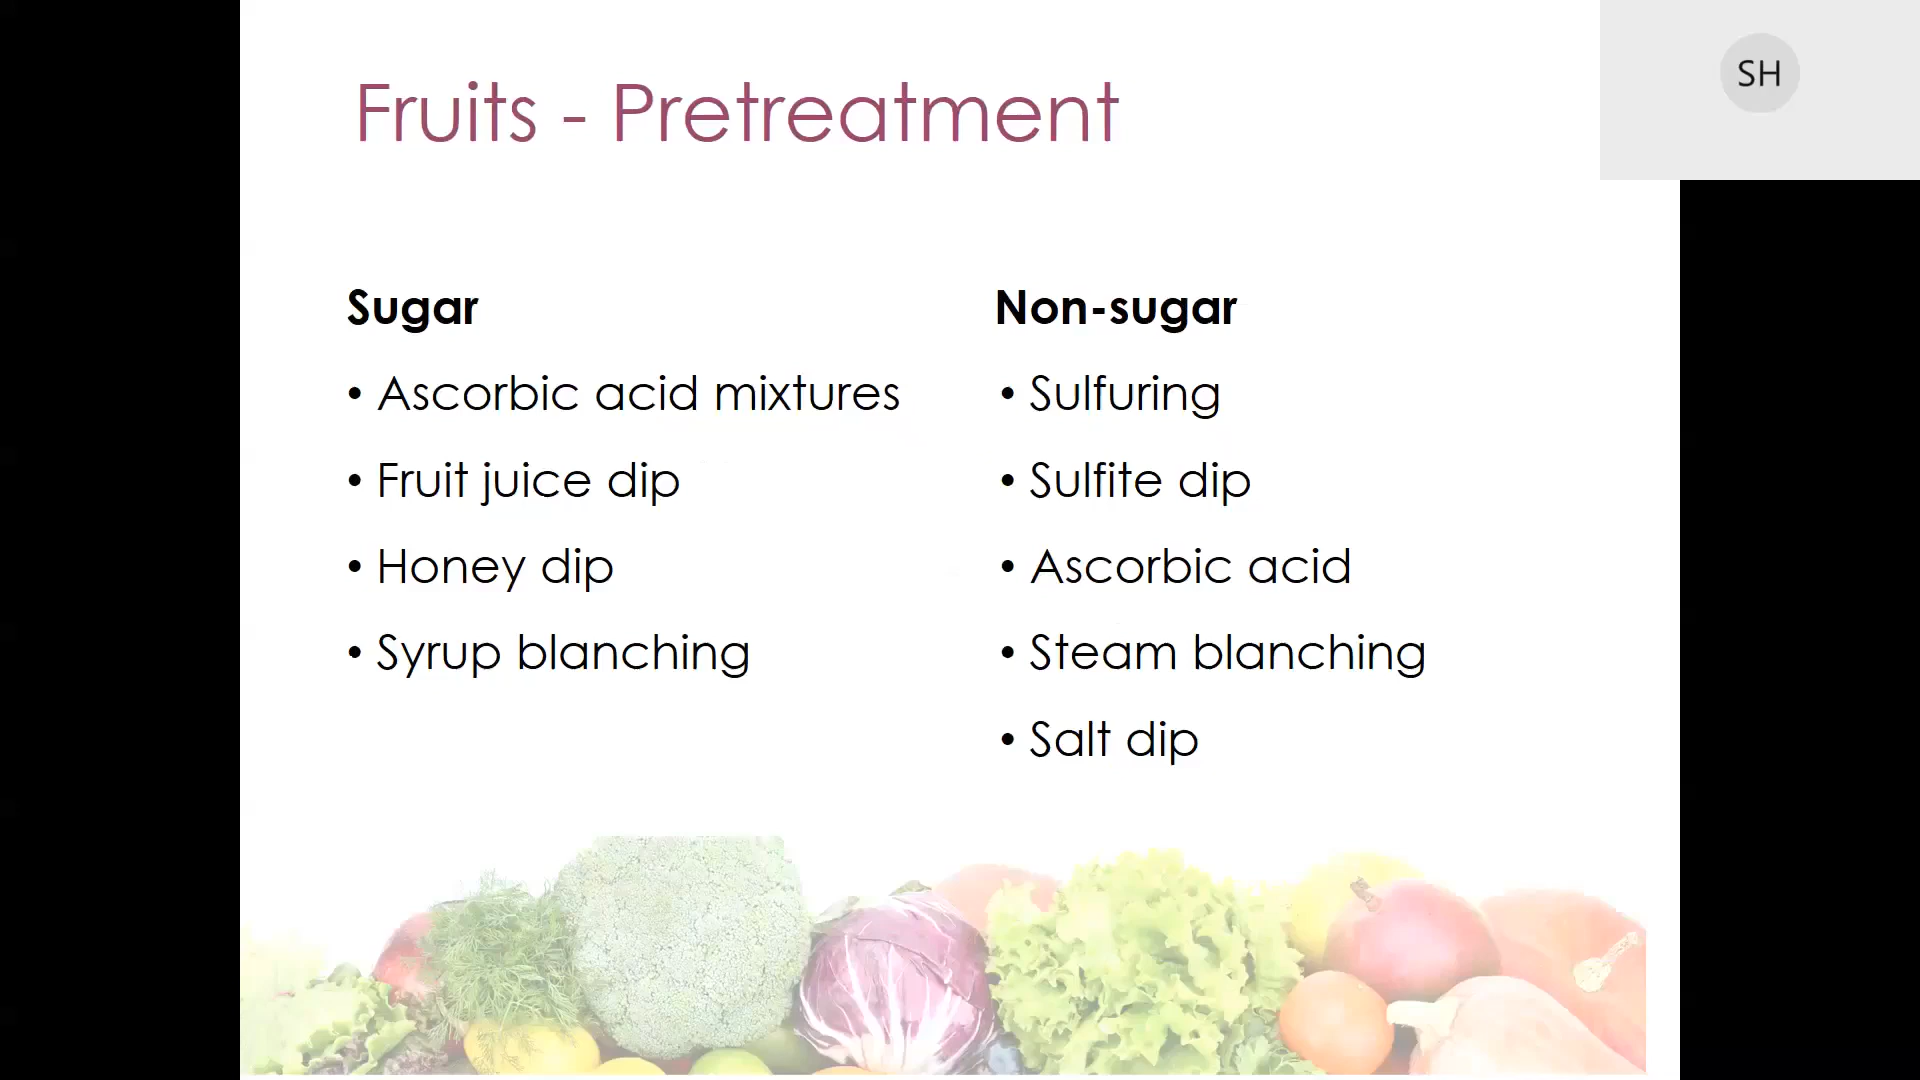 Fruits - Pretreatment
SH
Sugar
• Ascorbic acid mixtures
• Fruit juice dip
• Honey dip
• Syrup blanching
Non-sugar
• Sulfuring
• Sulfite dip
• Ascorbic acid
• Steam blanching
• Salt dip